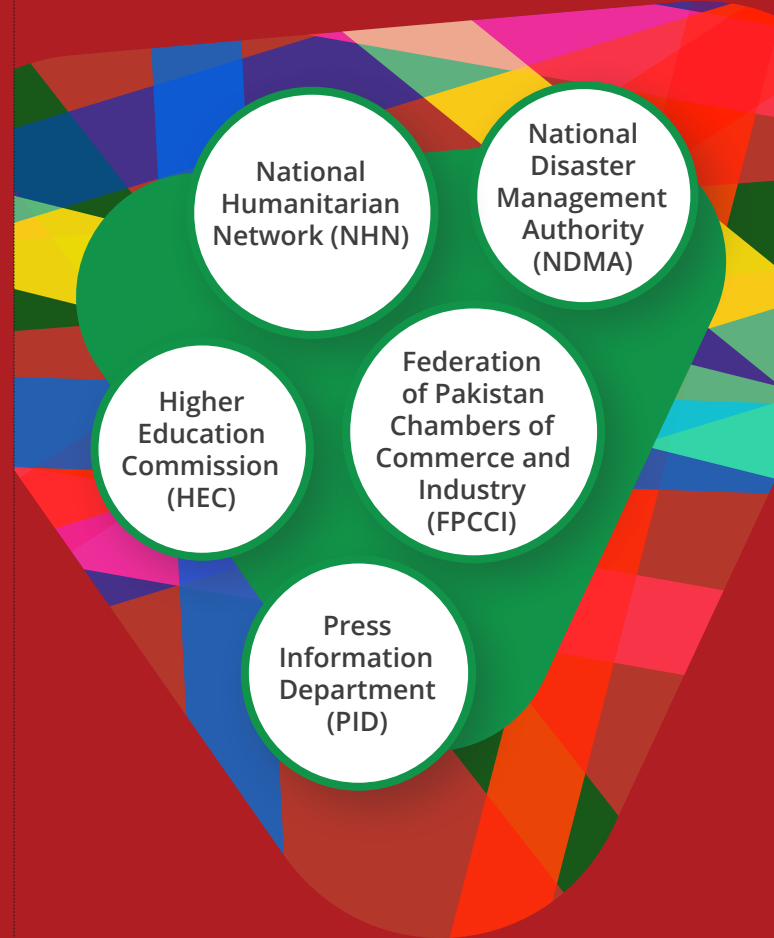 National
Humanitarian
Network (NHN)
National
Disaster
Management
Authority
(NDMA)
Higher
Education
Commission
(HEC)
Federation
of Pakistan
Chambers of
Commerce and
Industry
(FPCCI)
Press
Information
Department
(PID)